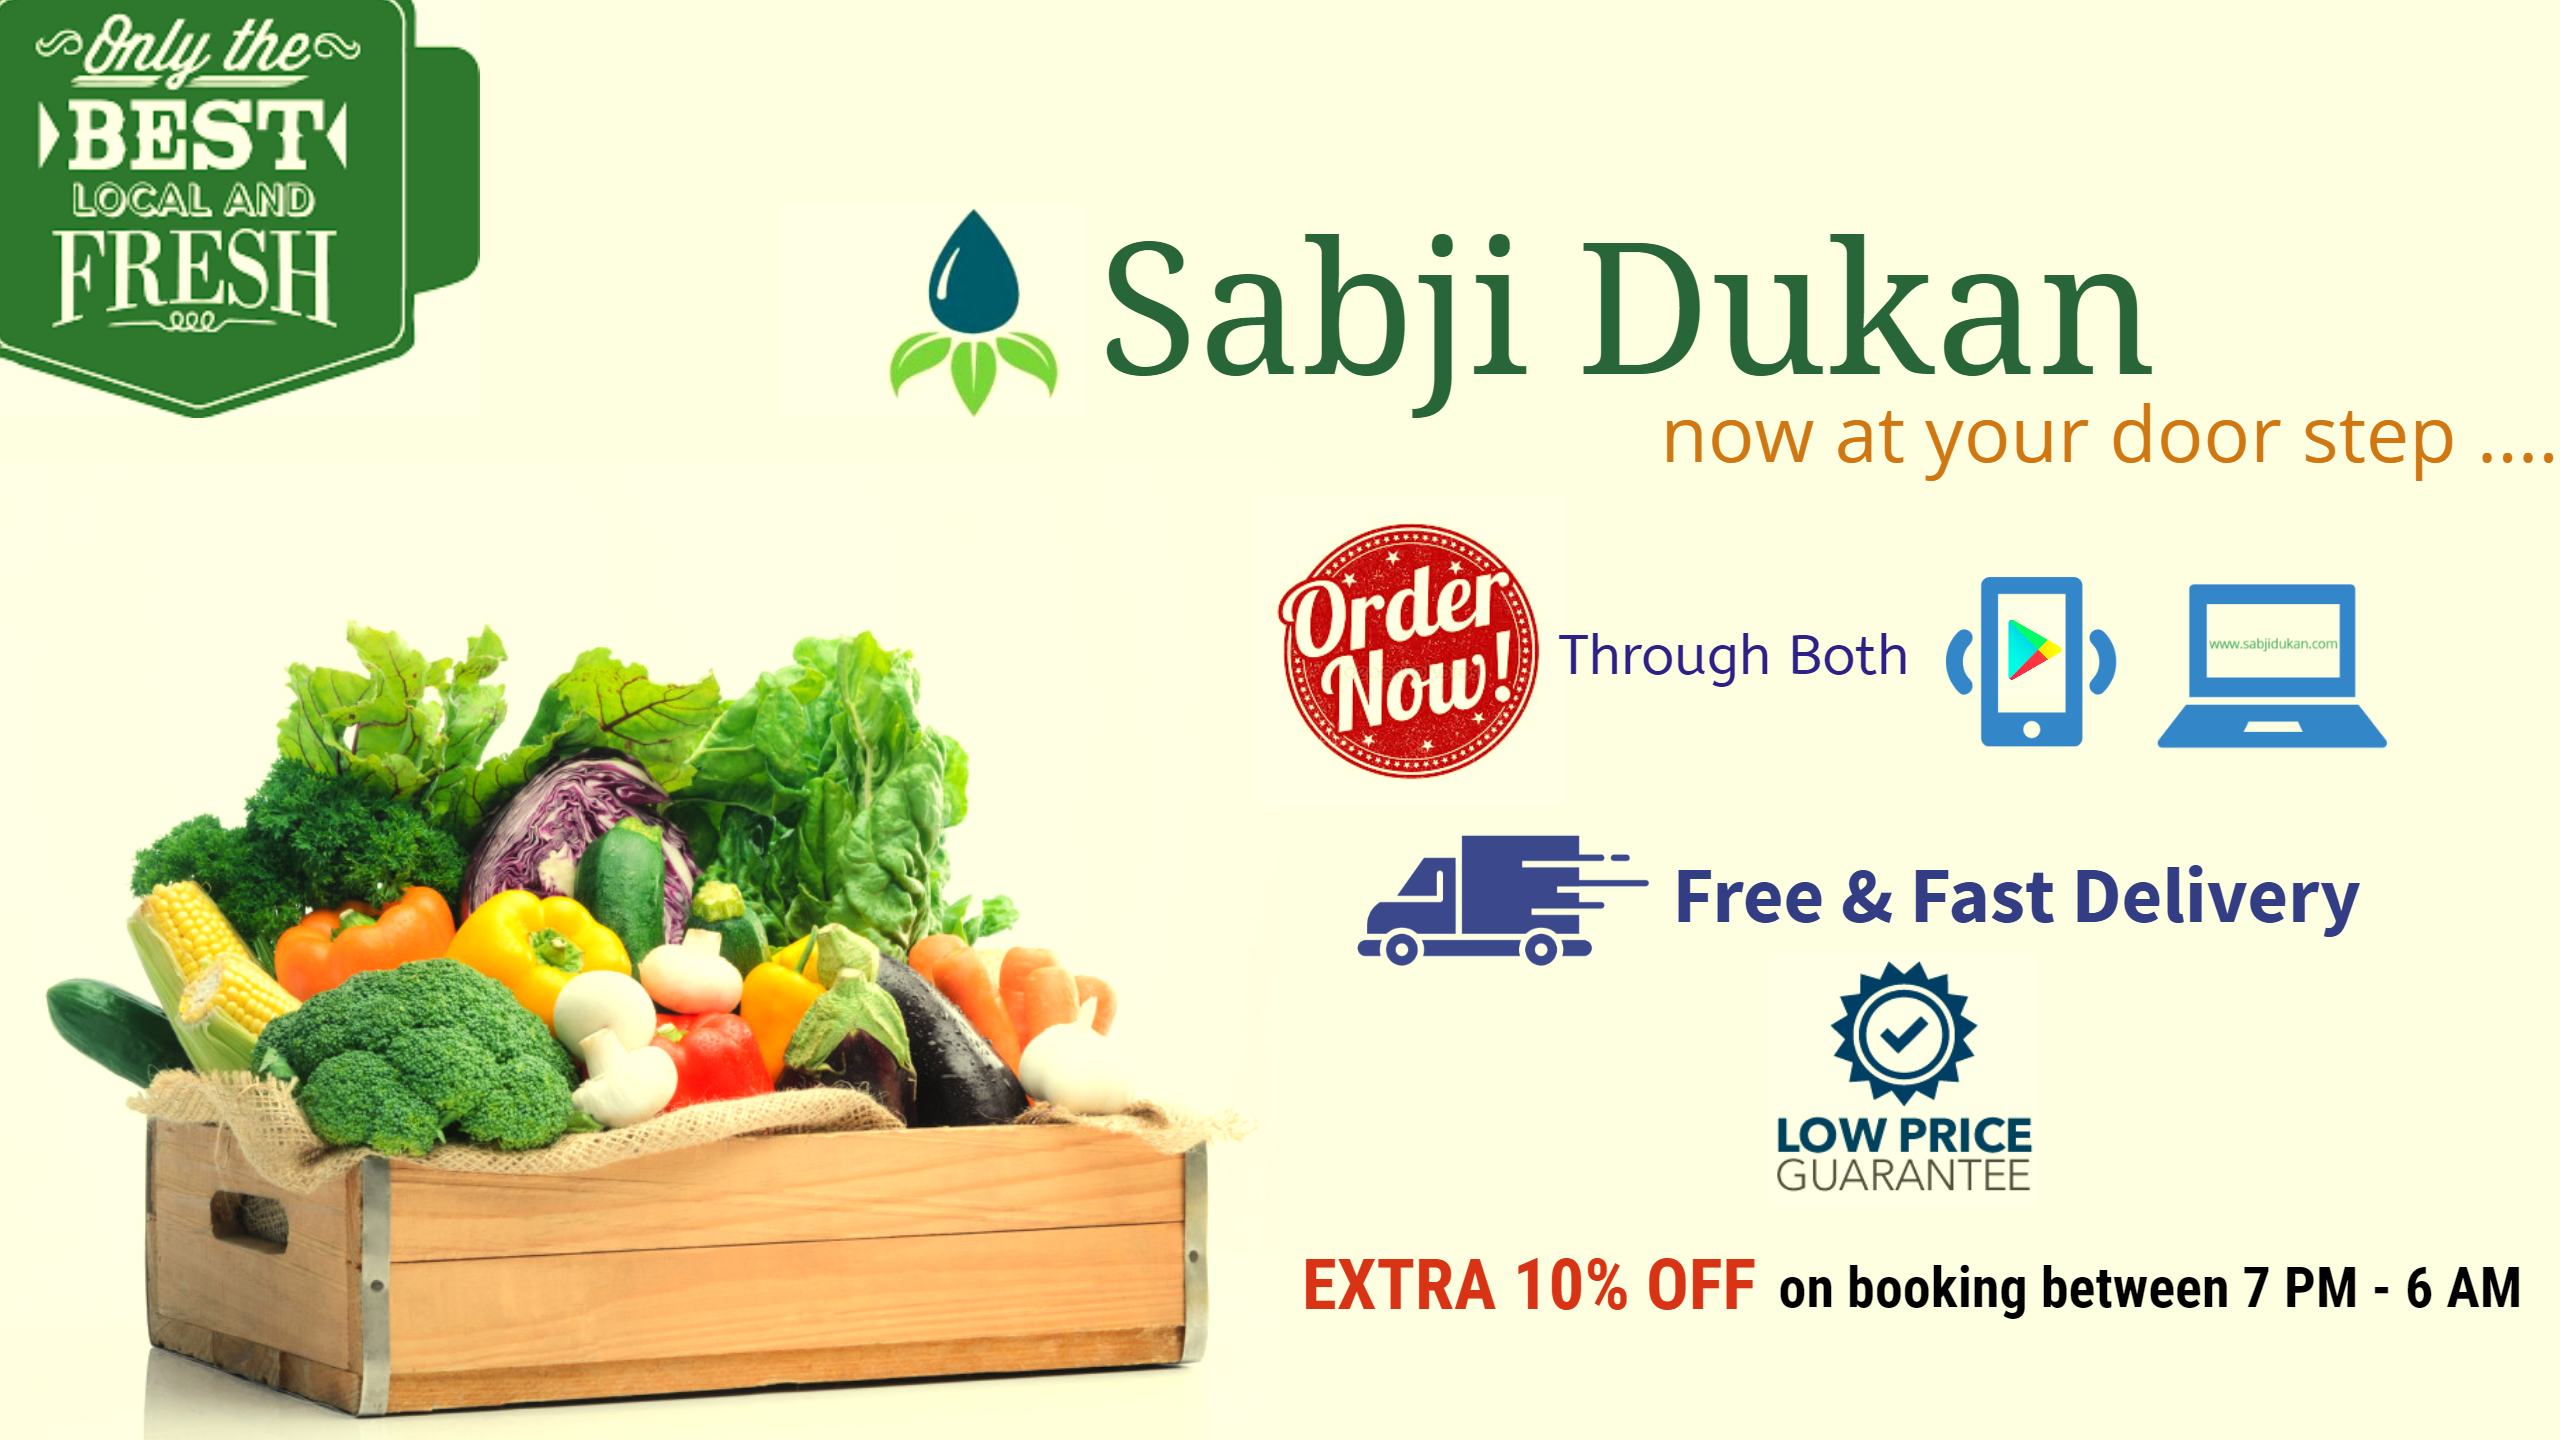 Only the
BEST
LOCAL AND
FRESH
Sabji Dukan
now at your door step ....
Order
Now!
Through Both
www.sabjidukan.com
Free & Fast Delivery
LOW PRICE
GUARANTEE
EXTRA 10% OFF on booking between 7 PM - 6 AM